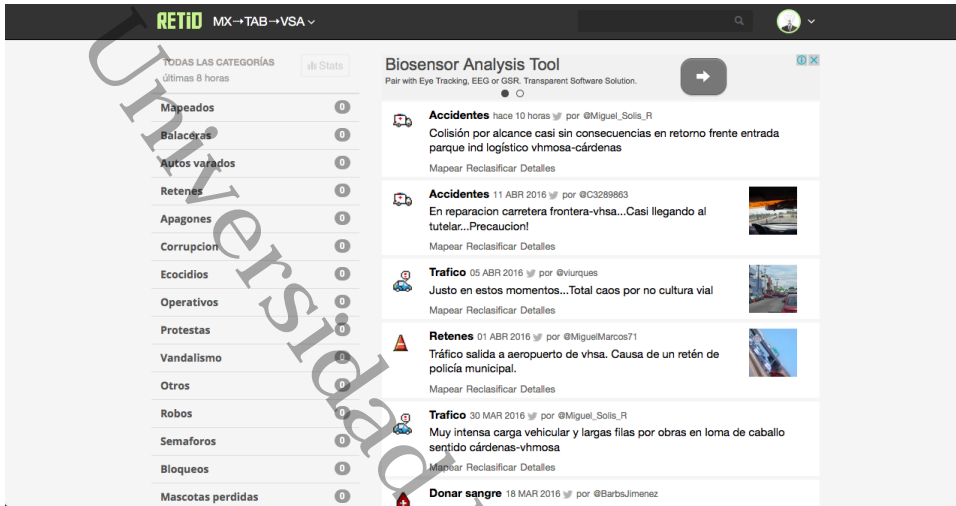 RETiD MX→TAB→VSA
TODAS LAS CATEGORÍAS
últimas 8 horas
Stats
Mapeados 0
Balaceras 0
Autos varados 0
Retenes 0
Apagones 0
Corrupcion 0
Ecocidios 0
Operativos 0
Protestas 0
Vandalismo 0
Otros 0
Robos 0
Semaforos 0
Bloqueos 0
Mascotas perdidas 0
Biosensor Analysis Tool
Pair with Eye Tracking, EEG or GSR. Transparent Software Solution.
Accidentes hace 10 horas por @Miguel_Solis_R
Colisión por alcance casi sin consecuencias en retorno frente entrada
parque ind logístico vhmosa-cárdenas
Mapear Reclasificar Detalles
Accidentes 11 ABR 2016 por @C3289863
En reparacion carretera frontera-vhsa...Casi llegando al
tutelar...Precaucion!
Mapear Reclasificar Detalles
Trafico 05 ABR 2016 por @viurques
Justo en estos momentos...Total caos por no cultura vial
Mapear Reclasificar Detalles
Retenes 01 ABR 2016 por @MiguelMarcos71
Tráfico salida a aeropuerto de vhsa. Causa de un retén de
policía municipal.
Mapear Reclasificar Detalles
Trafico 30 MAR 2016 por @Miguel_Solis_R
Muy intensa carga vehicular y largas filas por obras en loma de caballo
sentido cárdenas-vhmosa
Mapear Reclasificar Detalles
Donar sangre 18 MAR 2016 por @BarbsJimenez
Universidad